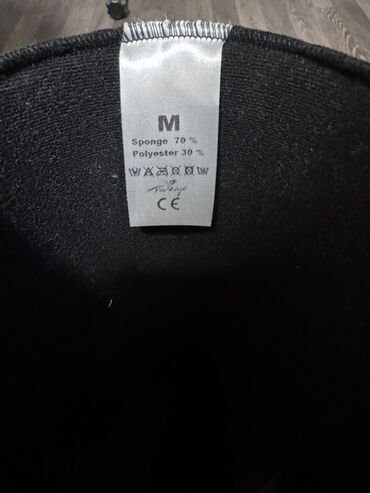 M
Sponge 70 %
Polyester 30 %
Türkiye
CE